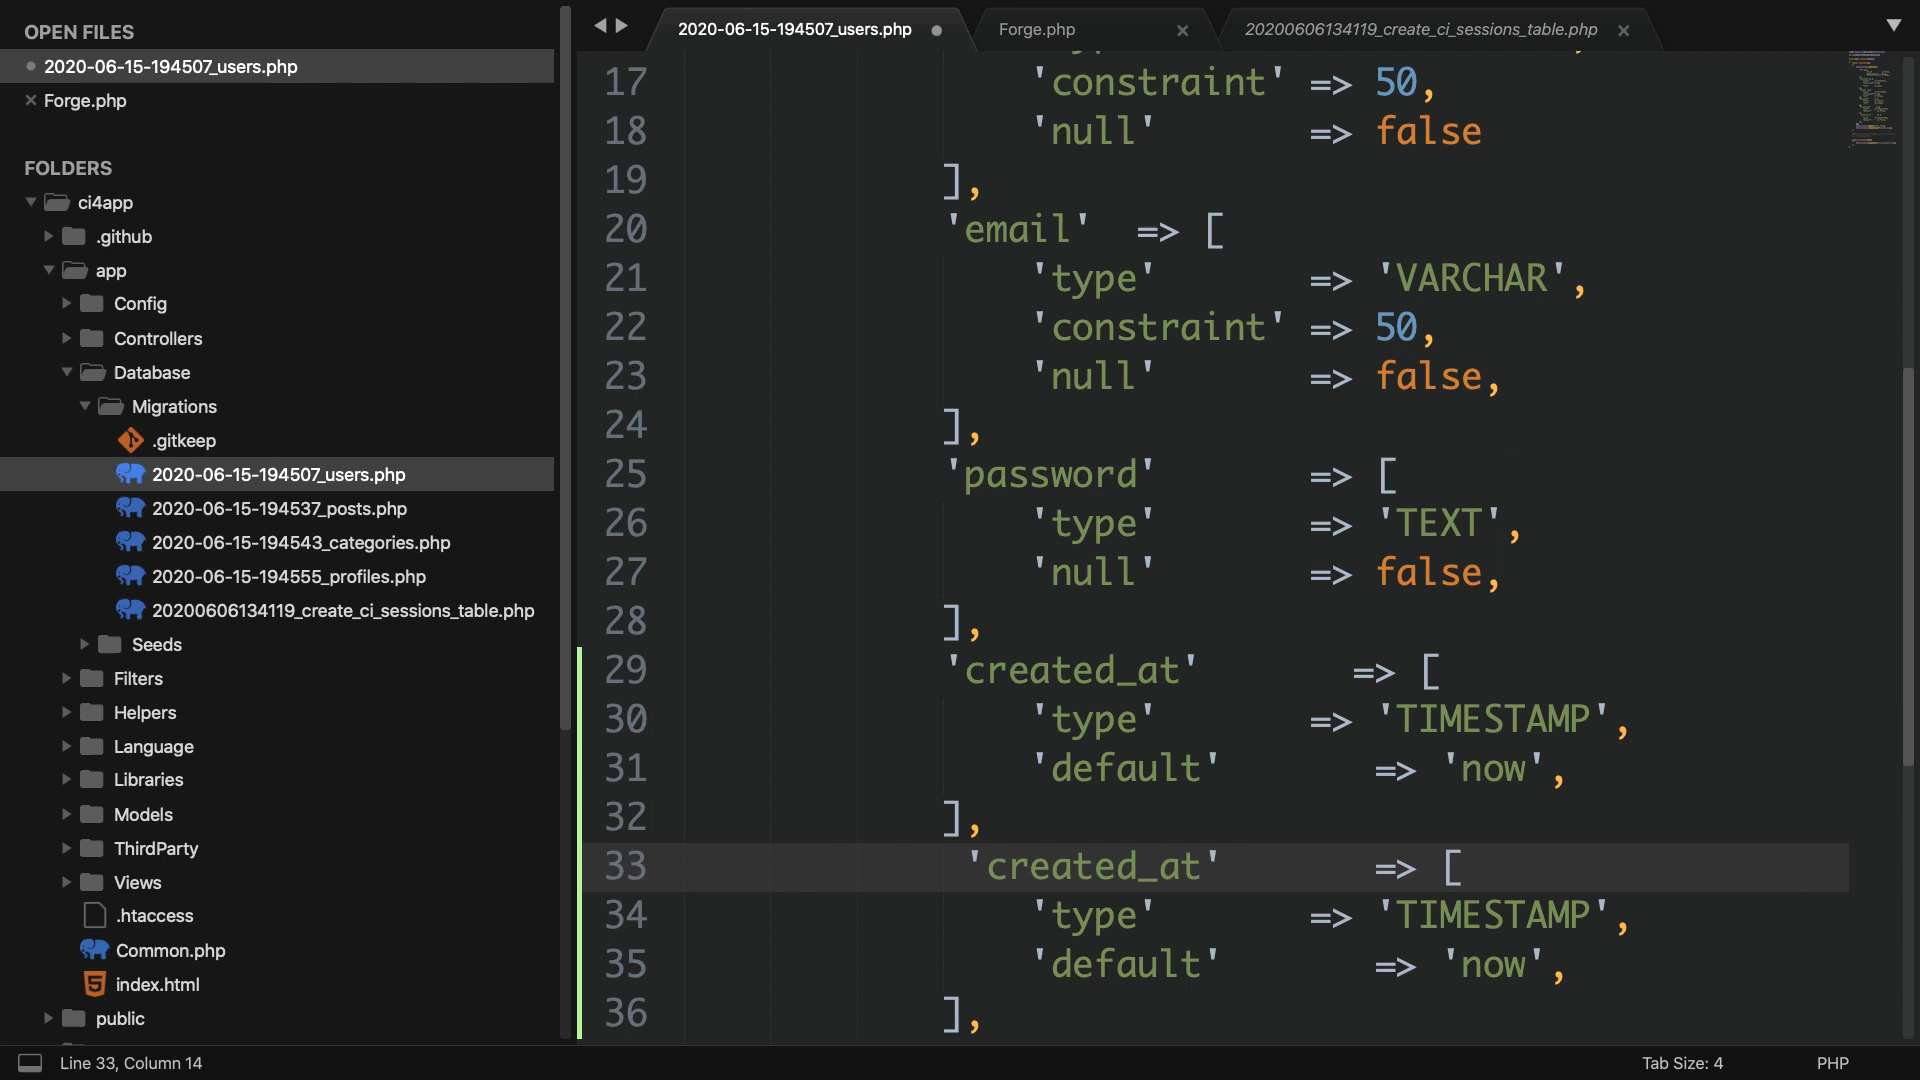 OPEN FILES
2020-06-15-194507_users.php
Forge.php
FOLDERS
ci4app
.github
app
Config
Controllers
Database
Migrations
.gitkeep
2020-06-15-194507_users.php
2020-06-15-194537_posts.php
2020-06-15-194543_categories.php
2020-06-15-194555_profiles.php
20200606134119_create_ci_sessions_table.php
Seeds
Filters
Helpers
Language
Libraries
Models
ThirdParty
Views
.htaccess
Common.php
index.html
public
2020-06-15-194507_users.php Forge.php 20200606134119_create_ci_sessions_table.php
17 'constraint' => 50,
18 'null' => false
19 ],
20 'email' => [
21 'type' => 'VARCHAR',
22 'constraint' => 50,
23 'null' => false,
24 ],
25 'password' => [
26 'type' => 'TEXT',
27 'null' => false,
28 ],
29 'created_at' => [
30 'type' => 'TIMESTAMP',
31 'default' => 'now',
32 ],
33 'created_at' => [
34 'type' => 'TIMESTAMP',
35 'default' => 'now',
36 ],
Line 33, Column 14 Tab Size: 4 PHP